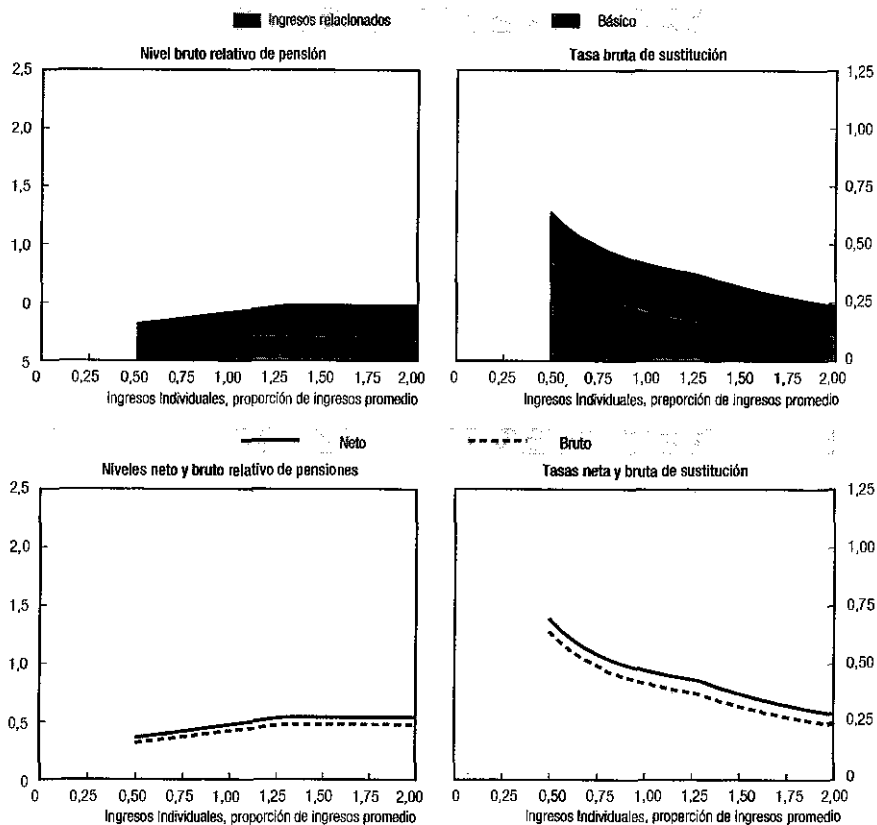 Ingresos relacionados Básico
Nivel bruto relativo de pensión
2,5
2,0
1,5
1,0
0
5
0 0,25 0,50 0,75 1,00 1,25 1,50 1,75 2,00
Ingresos Individuales, proporción de ingresos promedio
Tasa bruta de sustitución
1,25
1,00
0,75
0,50
0,25
0
0 0,25 0,50 0,75 1,00 1,25 1,50 1,75 2,00
Ingresos Individuales, preporción de ingresos promedio
Neto Bruto
Niveles neto y bruto relativo de pensiones
2,5
2,0
1,5
1,0
0,5
0
0 0,25 0,50 0,75 1,00 1,25 1,50 1,75 2,00
Ingresos Individuales, proporción de ingresos promedio
Tasas neta y bruta de sustitución
1,25
1,00
0,75
0,50
0,25
0
0 0,25 0,50 0,75 1,00 1,25 1,50 1,75 2,00
Ingresos Individuales, proporción de ingresos promedio